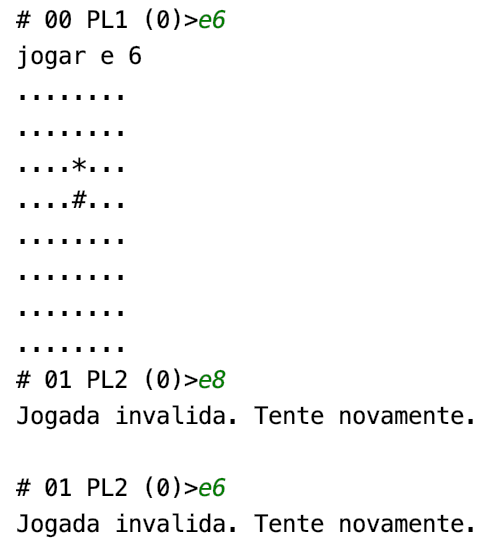 # 00 PL1 (0)>e6
jogar e 6
........
........
....*...
....#...
........
........
........
........
# 01 PL2 (0)>e8
Jogada invalida. Tente novamente.
# 01 PL2 (0)>e6
Jogada invalida. Tente novamente.